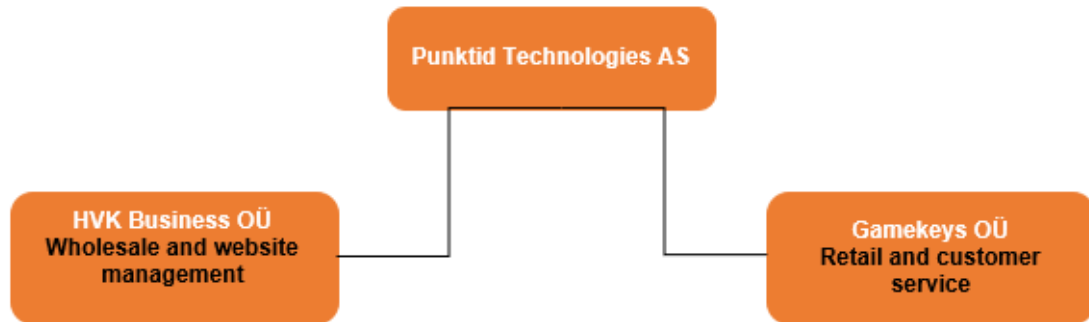 Punktid Technologies AS
HVK Business OÜ
Wholesale and website
management
Gamekeys OÜ
Retail and customer
service